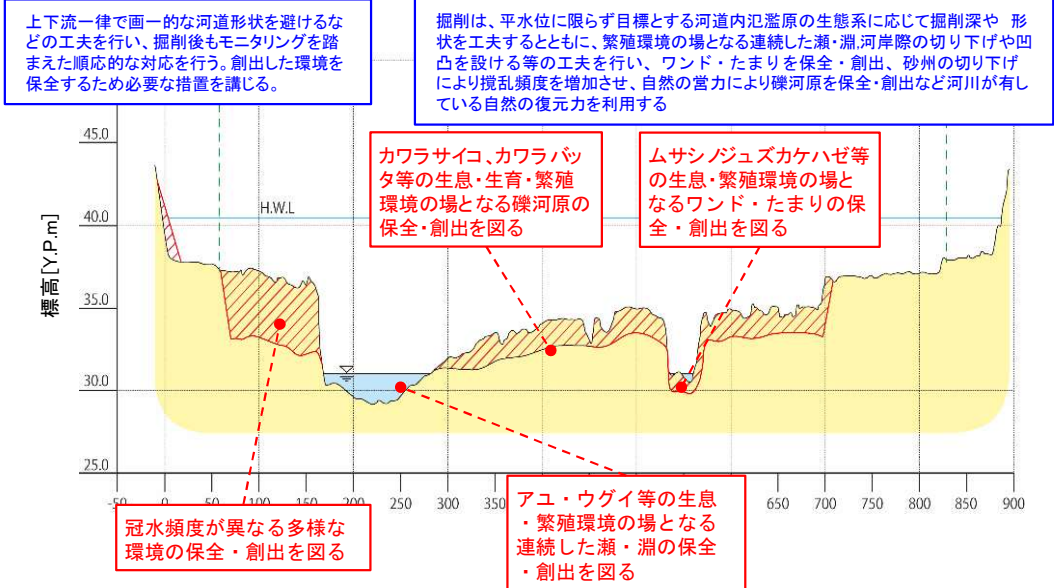 上下流一律で画一的な河道形状を避けるな
どの工夫を行い、掘削後もモニタリングを踏
まえた順応的な対応を行う。創出した環境を
保全するため必要な措置を講じる。
掘削は、平水位に限らず目標とする河道内氾濫原の生態系に応じて掘削深や 形
状を工夫するとともに、繁殖環境の場となる連続した瀬・淵,河岸際の切り下げや凹
凸を設ける等の工夫を行い、ワンド・たまりを保全・創出、砂州の切り下げ
により撹乱頻度を増加させ、自然の営力により礫河原を保全・創出など河川が有し
ている自然の復元力を利用する
カワラサイコ、カワラバッ
タ等の生息・生育・繁殖
環境の場となる礫河原の
保全・創出を図る
ムサシノジュズカケハゼ等
の生息・繁殖環境の場と
なるワンド・たまりの保
全・創出を図る
標高[Y.P.m]
45.0
40.0
35.0
30.0
25.0
H.W.L
-50 0 50 100 150 200 250 300 350 650 700 750 800 850 900
冠水頻度が異なる多様な
環境の保全・創出を図る
アユ・ウグイ等の生息
・繁殖環境の場となる
連続した瀬・淵の保全
・創出を図る